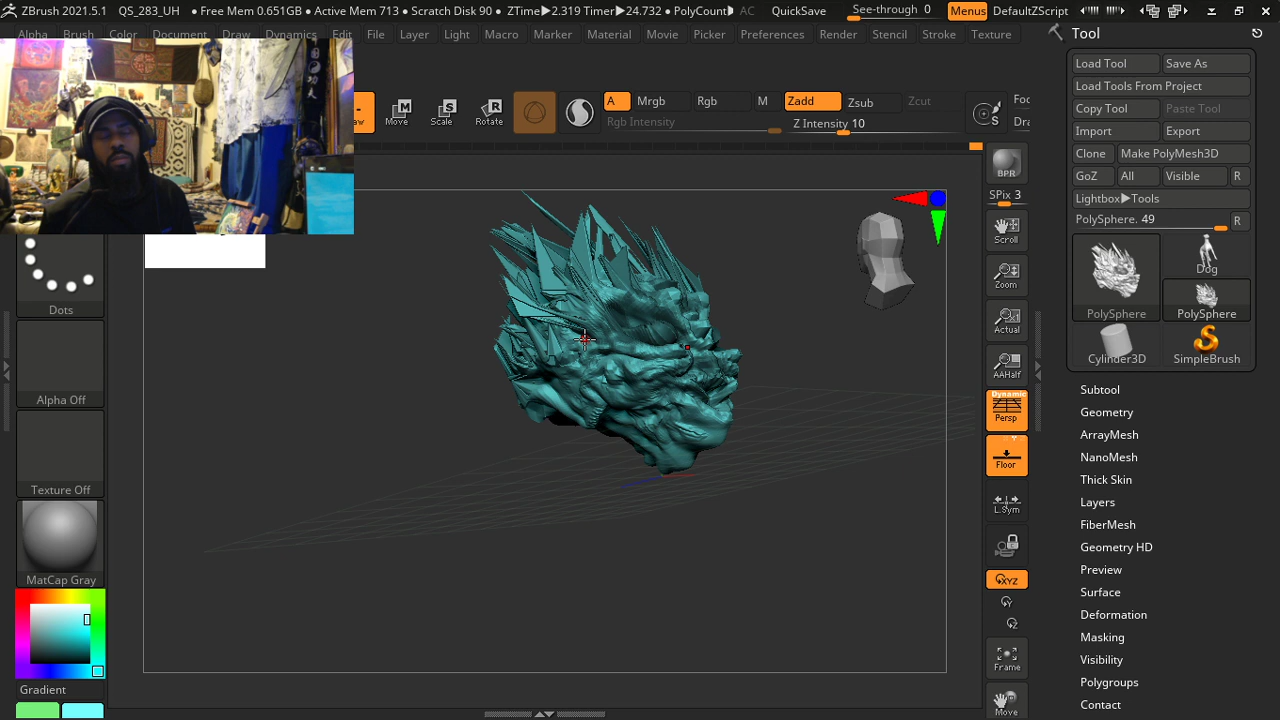 ZBrush 2021.5.1 QS_283_UH • Free Mem 0.651GB • Active Mem 713 • Scratch Disk 90 • ZTime▶2.319 Timer▶24.732 • PolyCount▶ AC QuickSave See-through 0 Menus DefaultZScript
Alpha Brush Color Document Draw Dynamics Edit File Layer Light Macro Marker Material Movie Picker Preferences Render Stencil Stroke Texture
Tool
Load Tool Save As
Load Tools From Project
Copy Tool Paste Tool
Import Export
Clone Make PolyMesh3D
GoZ All Visible R
Lightbox▶Tools
PolySphere. 49 R
PolySphere
Dog
PolySphere
Cylinder3D
SimpleBrush
Subtool
Geometry
ArrayMesh
NanoMesh
Thick Skin
Layers
FiberMesh
Geometry HD
Preview
Surface
Deformation
Masking
Visibility
Polygroups
Contact
Move
Scale
Rotate
A Mrgb Rgb M Zadd Zsub Zcut
Rgb Intensity Z Intensity 10
Foc
Dra
BPR
SPix 3
Scroll
Zoom
Actual
AAHalf
Dynamic
Persp
Floor
L.Sym
XYZ
Y
Z
Frame
Move
Dots
Alpha Off
Texture Off
MatCap Gray
Gradient